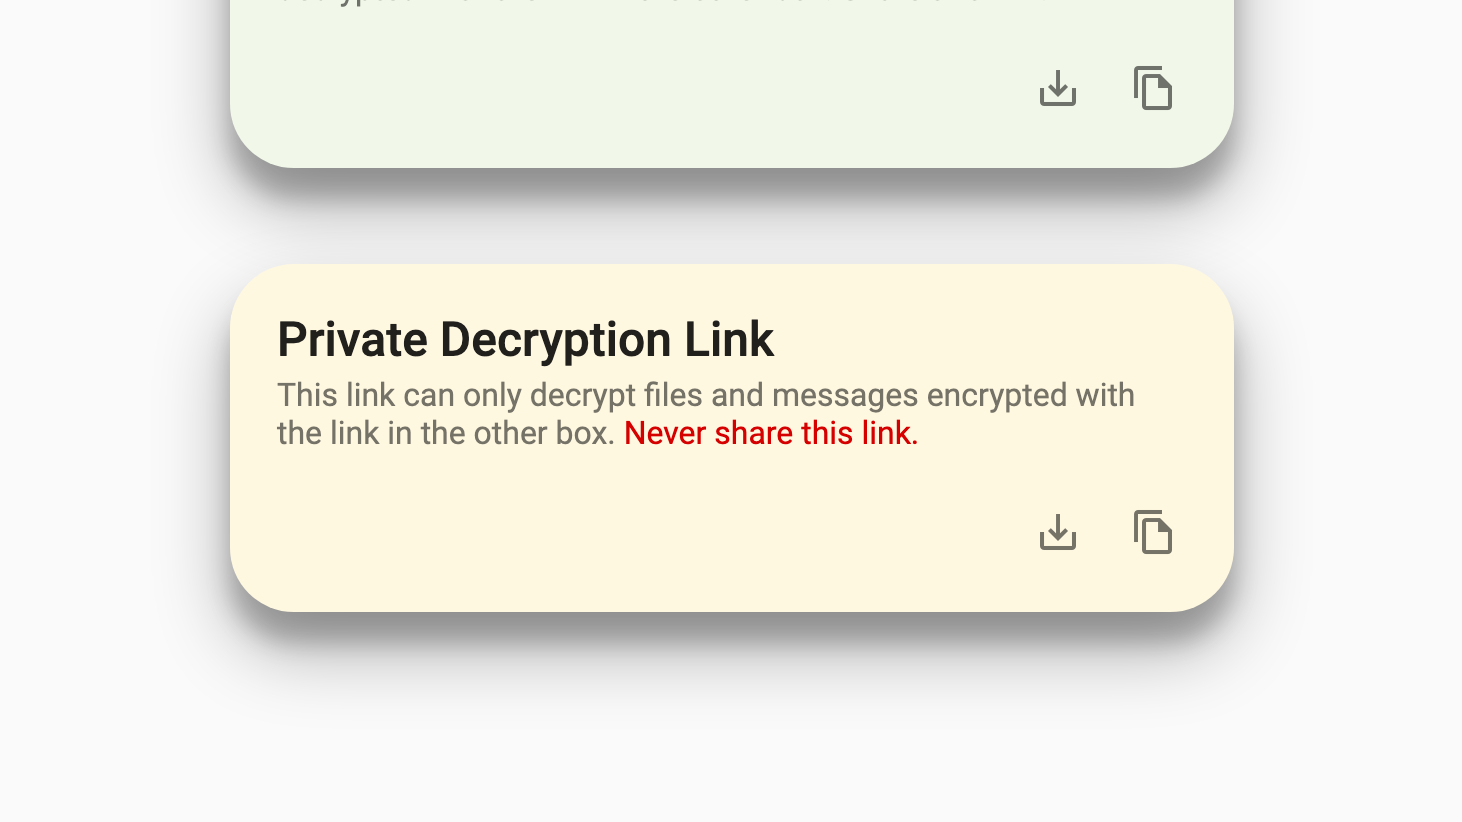 Private Decryption Link
This link can only decrypt files and messages encrypted with
the link in the other box. Never share this link.